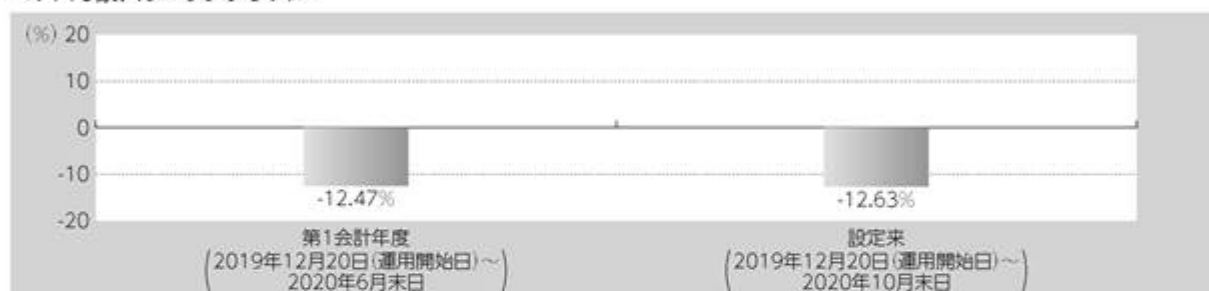 (%) 20
10
0
-10
-20
-12.47%
-12.63%
第1会計年度
(2019年12月20日(運用開始日)~
2020年6月末日)
設定来
(2019年12月20日(運用開始日)~
2020年10月末日)